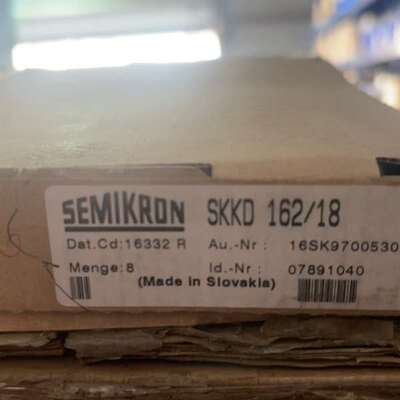 SEMIKRON SKKD 162/18
Dat.Cd:16332 R Au.-Nr: 16SK9700530
Menge:8 Id.-Nr: 07891040
(Made in Slovakia)